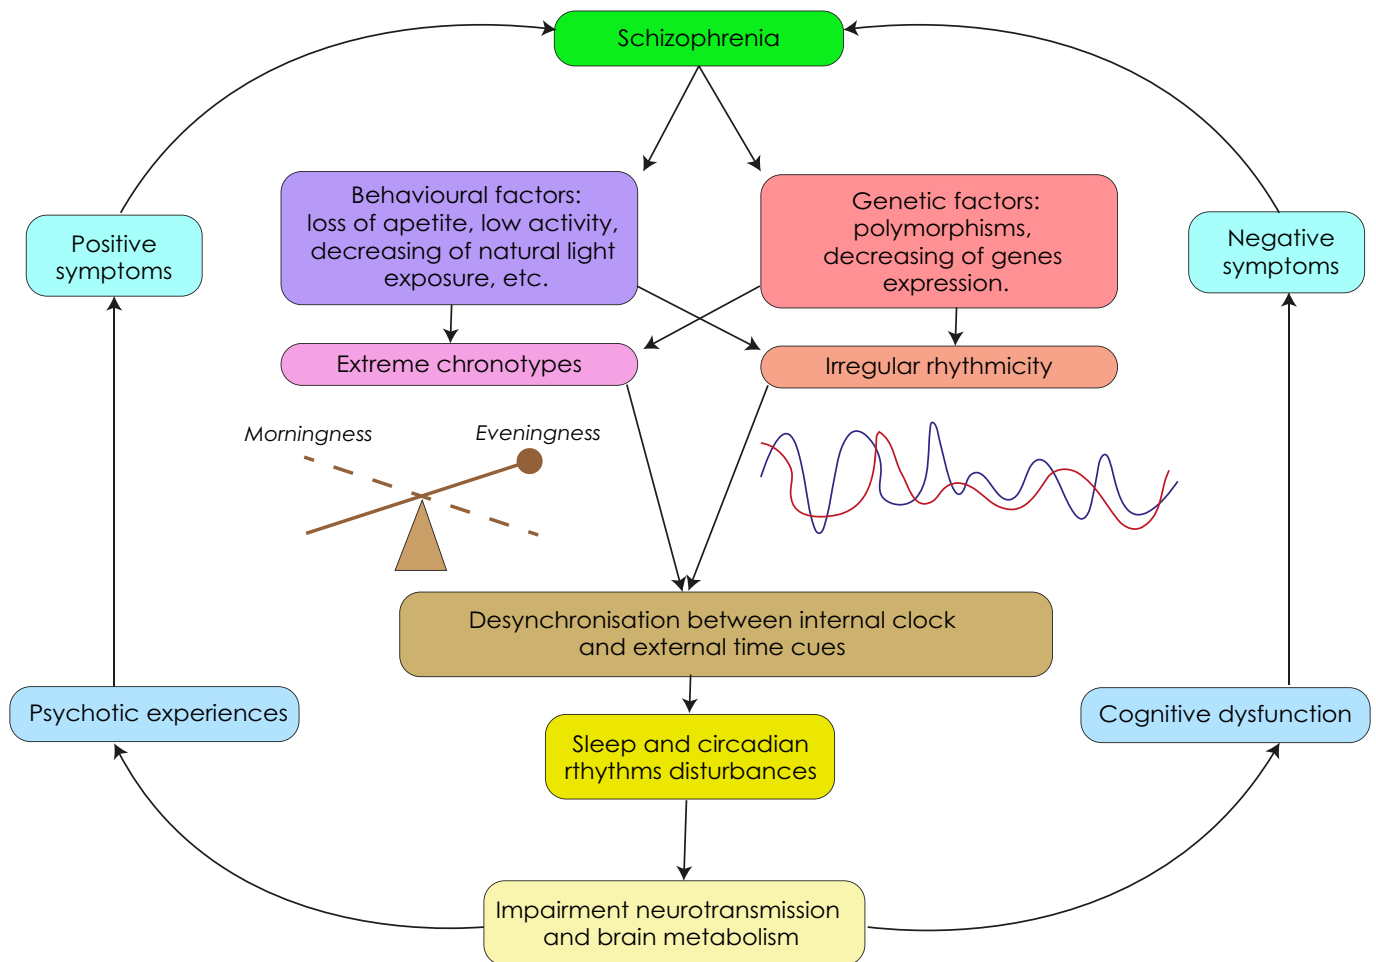 Schizophrenia
Behavioural factors:
loss of apetite, low activity,
decreasing of natural light
exposure, etc.
Genetic factors:
polymorphisms,
decreasing of genes
expression.
Positive
symptoms
Negative
symptoms
Extreme chronotypes
Irregular rhythmicity
Morningness
Eveningness
Desynchronisation between internal clock
and external time cues
Psychotic experiences
Cognitive dysfunction
Sleep and circadian
rthythms disturbances
Impairment neurotransmission
and brain metabolism